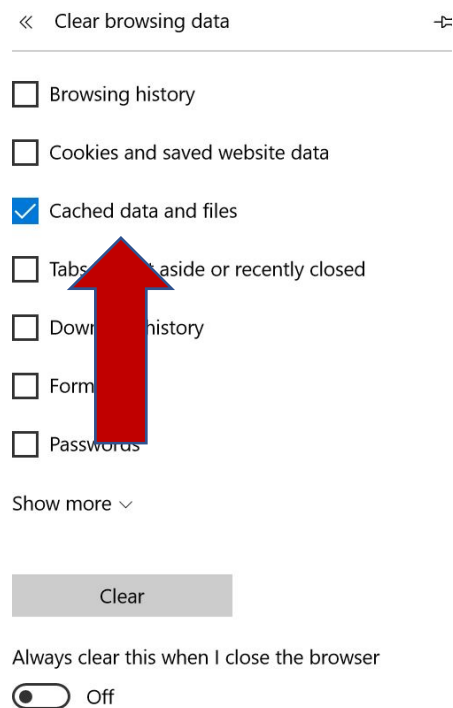 Clear browsing data
Browsing history
Cookies and saved website data
Cached data and files
aside or recently closed
history
Form
Passwords
Show more
Clear
Always clear this when I close the browser
Off